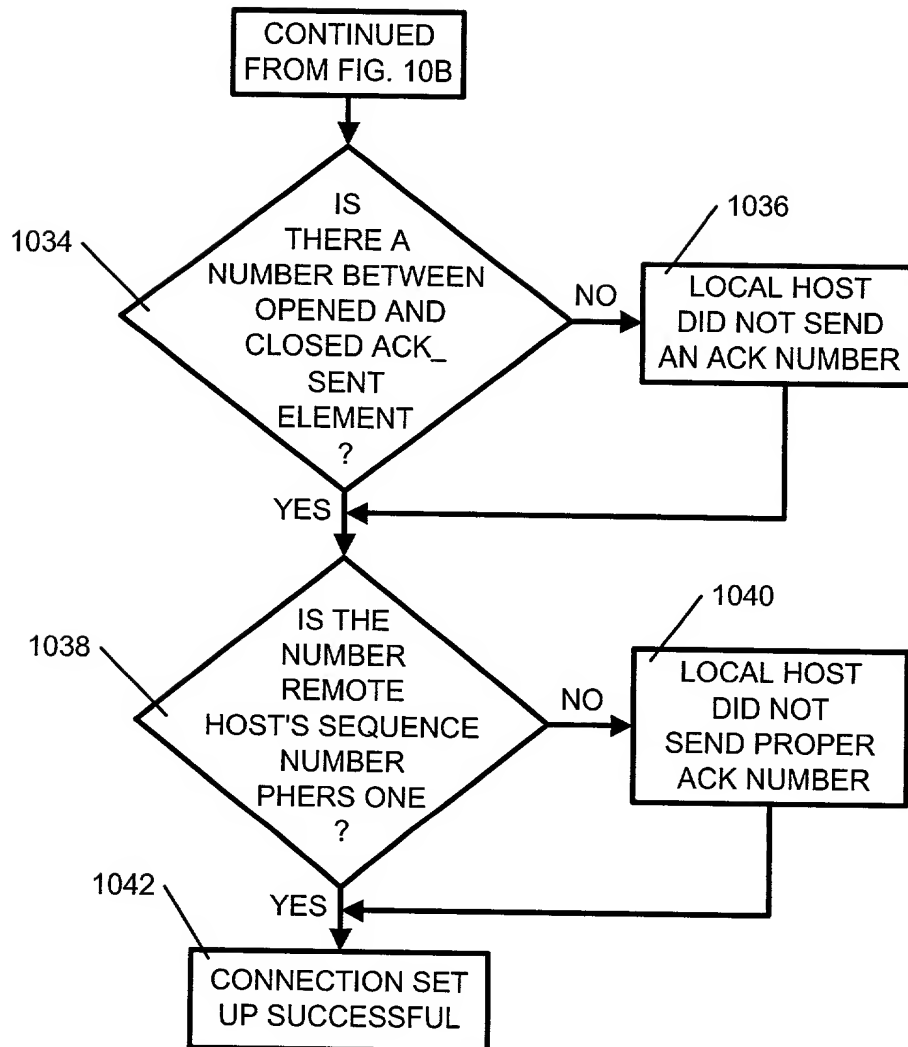 CONTINUED
FROM FIG. 10B
1034
IS
THERE A
NUMBER BETWEEN
OPENED AND
CLOSED ACK_
SENT
ELEMENT
?
NO
1036
LOCAL HOST
DID NOT SEND
AN ACK NUMBER
YES
1038
IS THE
NUMBER
REMOTE
HOST'S SEQUENCE
NUMBER
PHERS ONE
?
NO
1040
LOCAL HOST
DID NOT
SEND PROPER
ACK NUMBER
YES
1042
CONNECTION SET
UP SUCCESSFUL